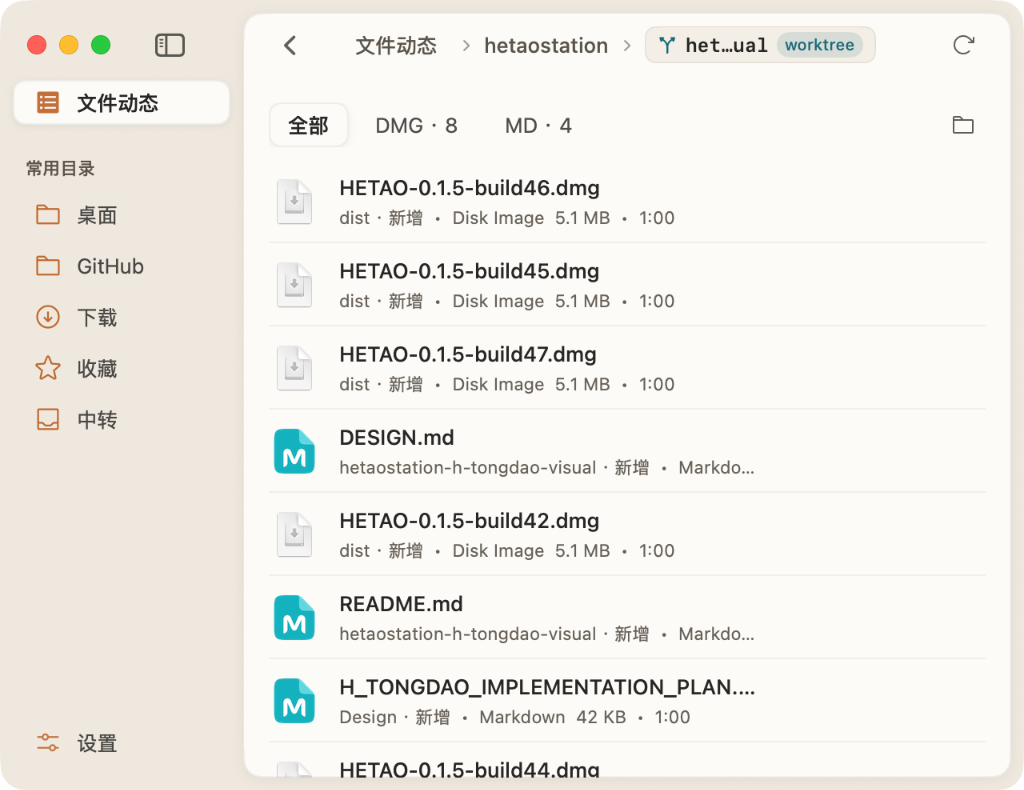 文件动态
常用目录
桌面
GitHub
下载
收藏
中转
设置
文件动态 > hetaostation > het…ual worktree
全部 DMG · 8 MD · 4
HETAO-0.1.5-build46.dmg
dist · 新增 • Disk Image 5.1 MB • 1:00
HETAO-0.1.5-build45.dmg
dist · 新增 • Disk Image 5.1 MB • 1:00
HETAO-0.1.5-build47.dmg
dist · 新增 • Disk Image 5.1 MB • 1:00
DESIGN.md
hetaostation-h-tongdao-visual · 新增 • Markdo…
HETAO-0.1.5-build42.dmg
dist · 新增 • Disk Image 5.1 MB • 1:00
README.md
hetaostation-h-tongdao-visual · 新增 • Markdo…
H_TONGDAO_IMPLEMENTATION_PLAN.…
Design · 新增 • Markdown 42 KB • 1:00
HETAO-0.1.5-build44.dmg